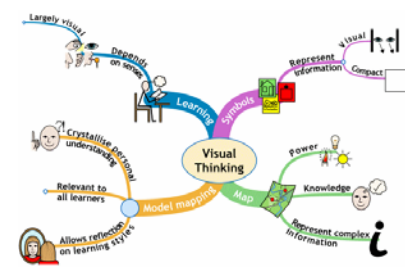 Largely visual
Depends
on senses
Learning
Symbols
Represent
information
Visual
Compact
Visual
Thinking
Crystallise personal
understanding
Relevant to
all learners
Allows reflection
on learning styles
Model mapping
Map
Power
Knowledge
Represent complex
information